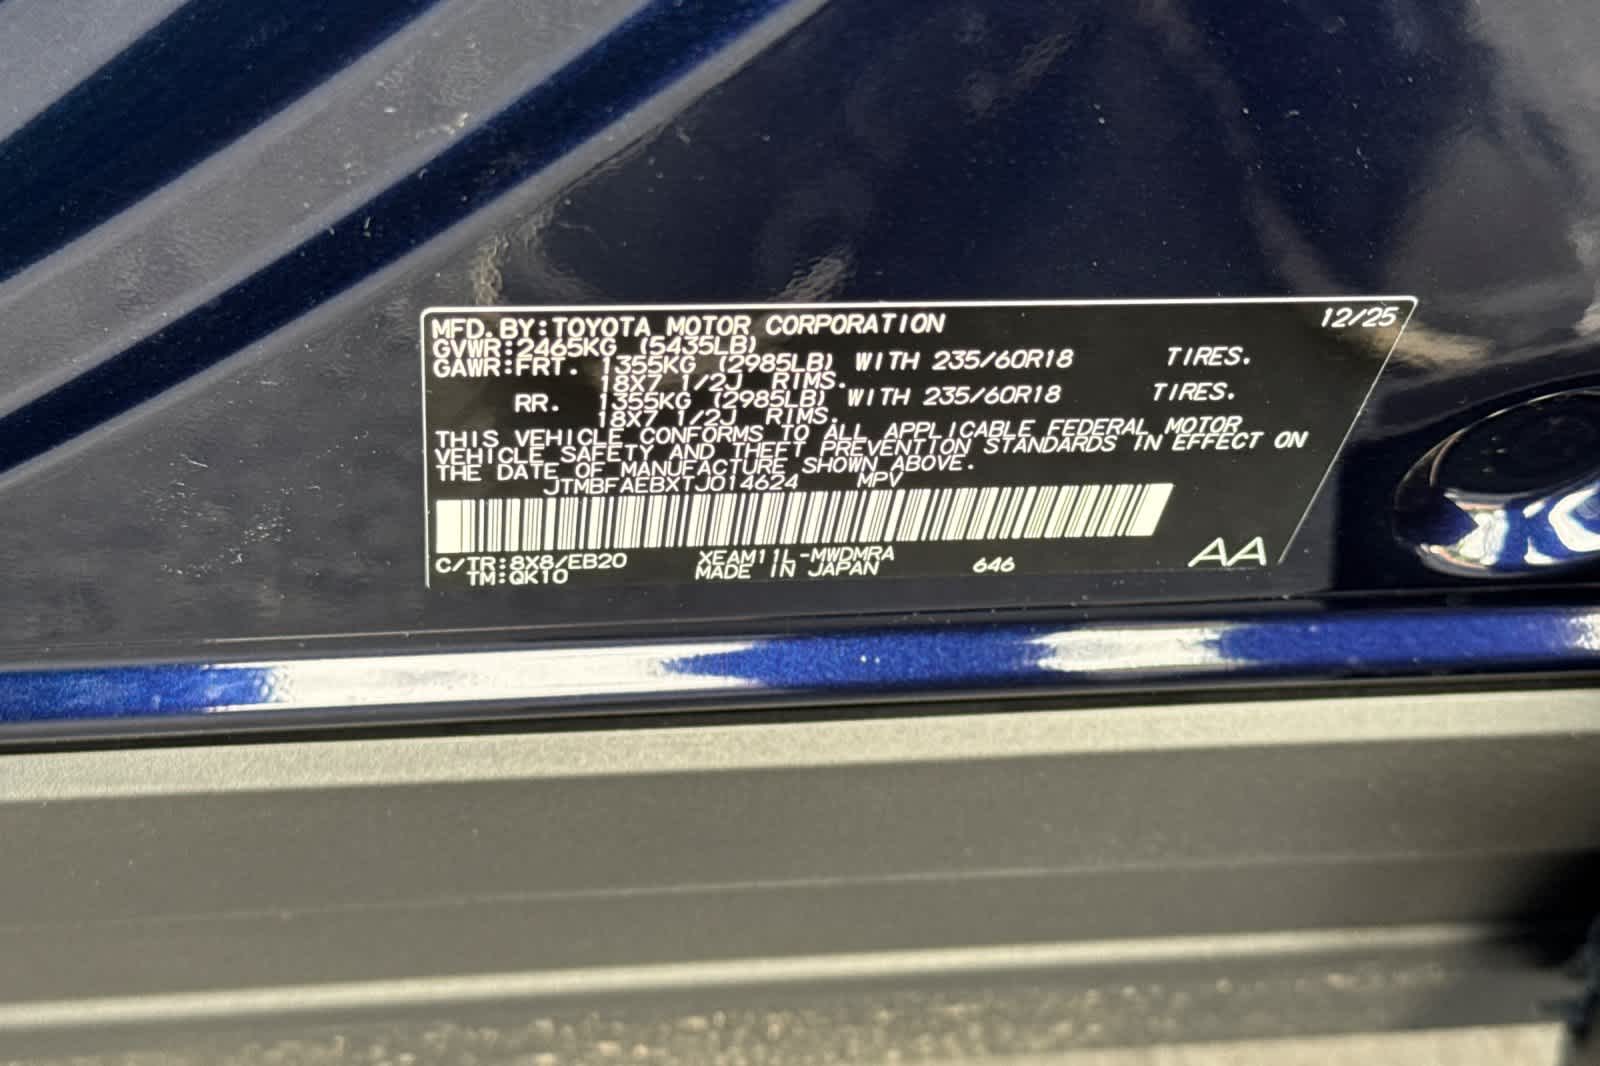 MFD. BY: TOYOTA MOTOR CORPORATION 12/25
GVWR: 2465KG (5435LB)
GAWR: FRT. 1355KG (2985LB) WITH 235/60R18 TIRES.
18X7 1/2J RIMS.
RR. 1355KG (2985LB) WITH 235/60R18 TIRES.
18X7 1/2J RIMS.
THIS VEHICLE CONFORMS TO ALL APPLICABLE FEDERAL MOTOR
VEHICLE SAFETY AND THEFT PREVENTION STANDARDS IN EFFECT ON
THE DATE OF MANUFACTURE SHOWN ABOVE.
JTMBFAEBXTJ014624 MPV
C/TR: 8X8/EB20 XEAM11L-MWDMRA
TM: QK10 MADE IN JAPAN 646 AA